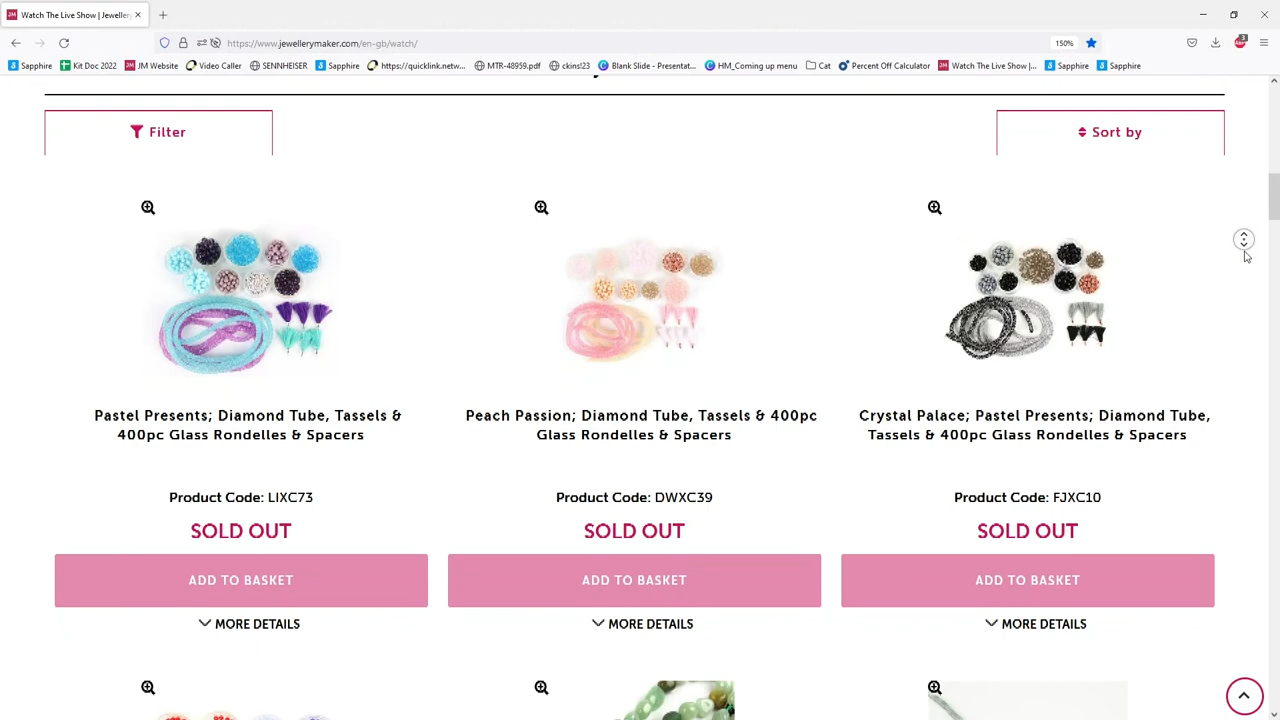 Watch The Live Show | Jewellery
https://www.jewellerymaker.com/en-gb/watch/
150%
3
Sapphire
Kit Doc 2022
JM Website
Video Caller
SENNHEISER
Sapphire
https://quicklink.netw...
MTR-48959.pdf
ckins!23
Blank Slide - Presentat...
HM_Coming up menu
Cat
Percent Off Calculator
Watch The Live Show |...
Sapphire
Sapphire
Filter
Sort by
Pastel Presents; Diamond Tube, Tassels &
400pc Glass Rondelles & Spacers
Product Code: LIXC73
SOLD OUT
ADD TO BASKET
MORE DETAILS
Peach Passion; Diamond Tube, Tassels & 400pc
Glass Rondelles & Spacers
Product Code: DWXC39
SOLD OUT
ADD TO BASKET
MORE DETAILS
Crystal Palace; Pastel Presents; Diamond Tube,
Tassels & 400pc Glass Rondelles & Spacers
Product Code: FJXC10
SOLD OUT
ADD TO BASKET
MORE DETAILS